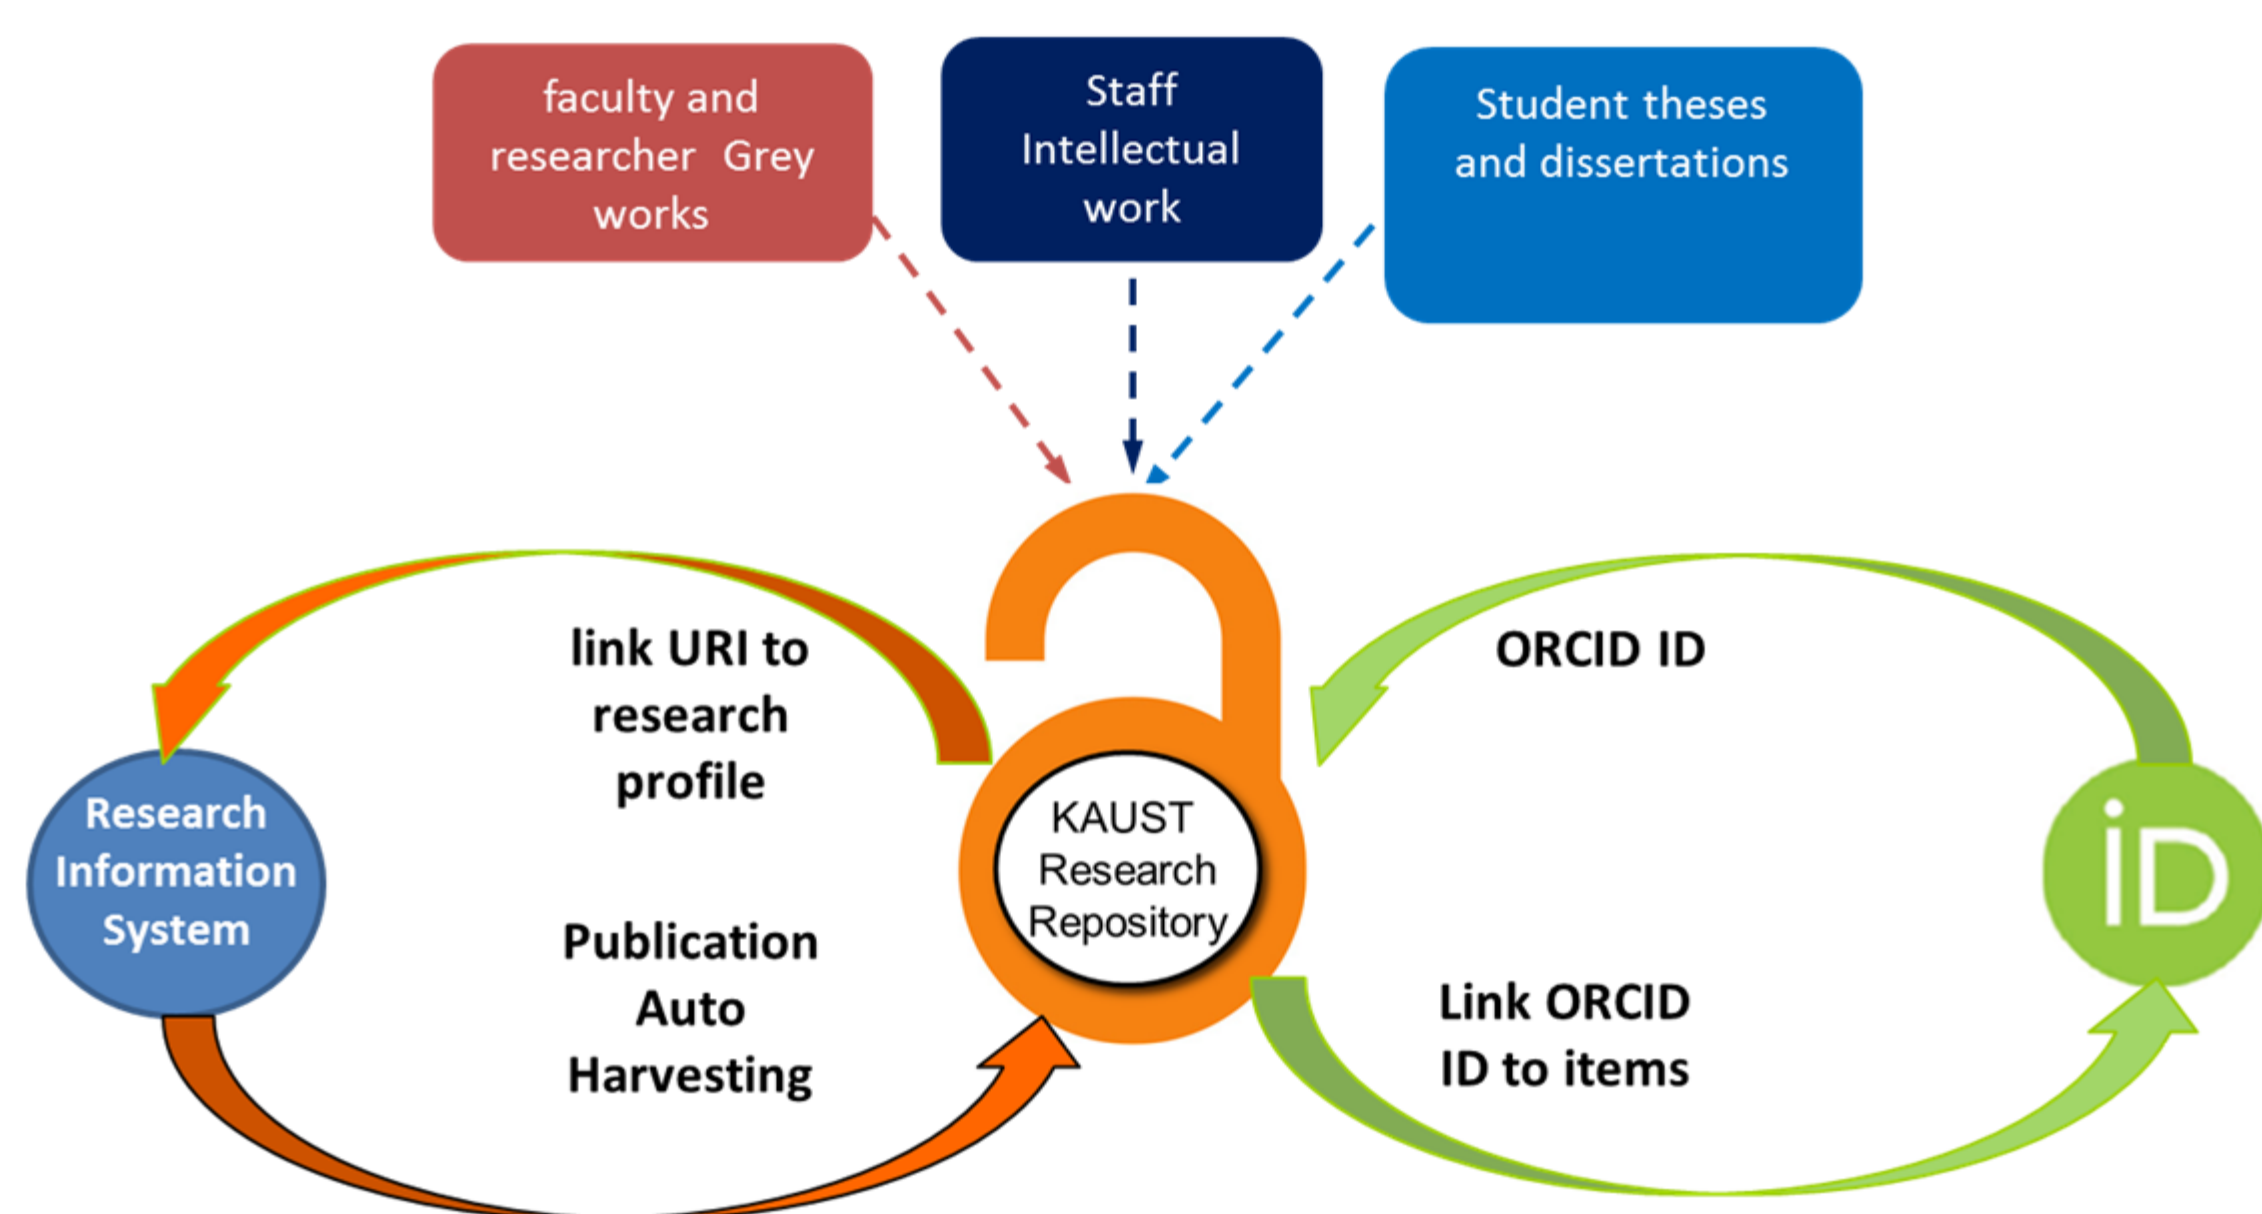 faculty and
researcher Grey
works
Staff
Intellectual
work
Student theses
and dissertations
link URI to
research
profile
ORCID ID
Research
Information
System
KAUST
Research
Repository
iD
Publication
Auto
Harvesting
Link ORCID
ID to items